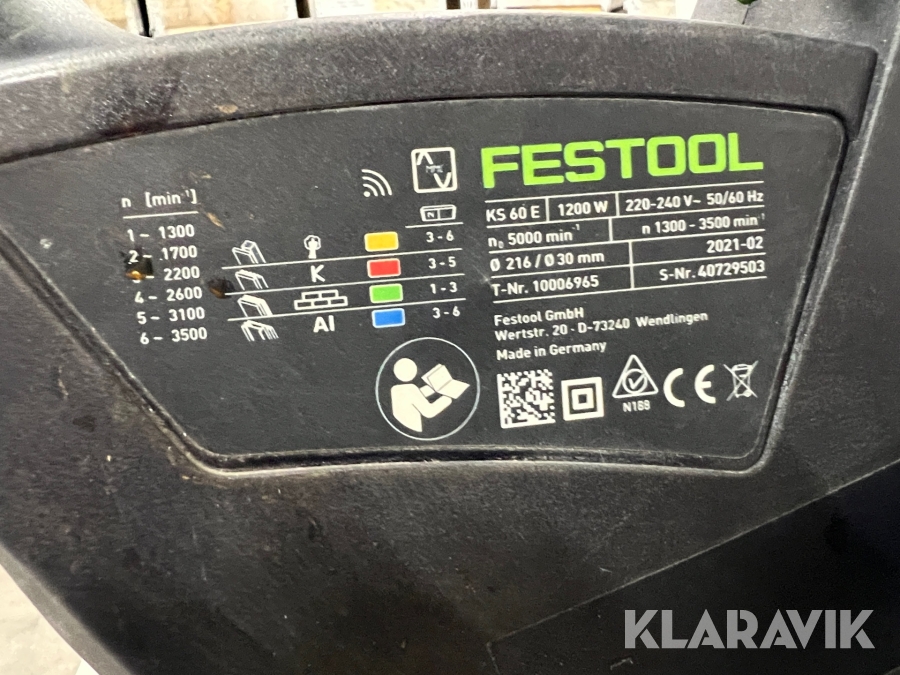 n [min⁻¹]
1 ~ 1300
2 ~ 1700
3 ~ 2200
4 ~ 2600
5 ~ 3100
6 ~ 3500
3 - 6
K
3 - 5
1 - 3
Al
3 - 6
FESTOOL
KS 60 E 1200 W 220-240 V~ 50/60 Hz
n₀ 5000 min⁻¹ n 1300 - 3500 min⁻¹
Ø 216 / Ø 30 mm 2021-02
T-Nr. 10006965 S-Nr. 40729503
Festool GmbH
Wertstr. 20 · D-73240 Wendlingen
Made in Germany
N169
CE
KLARAVIK